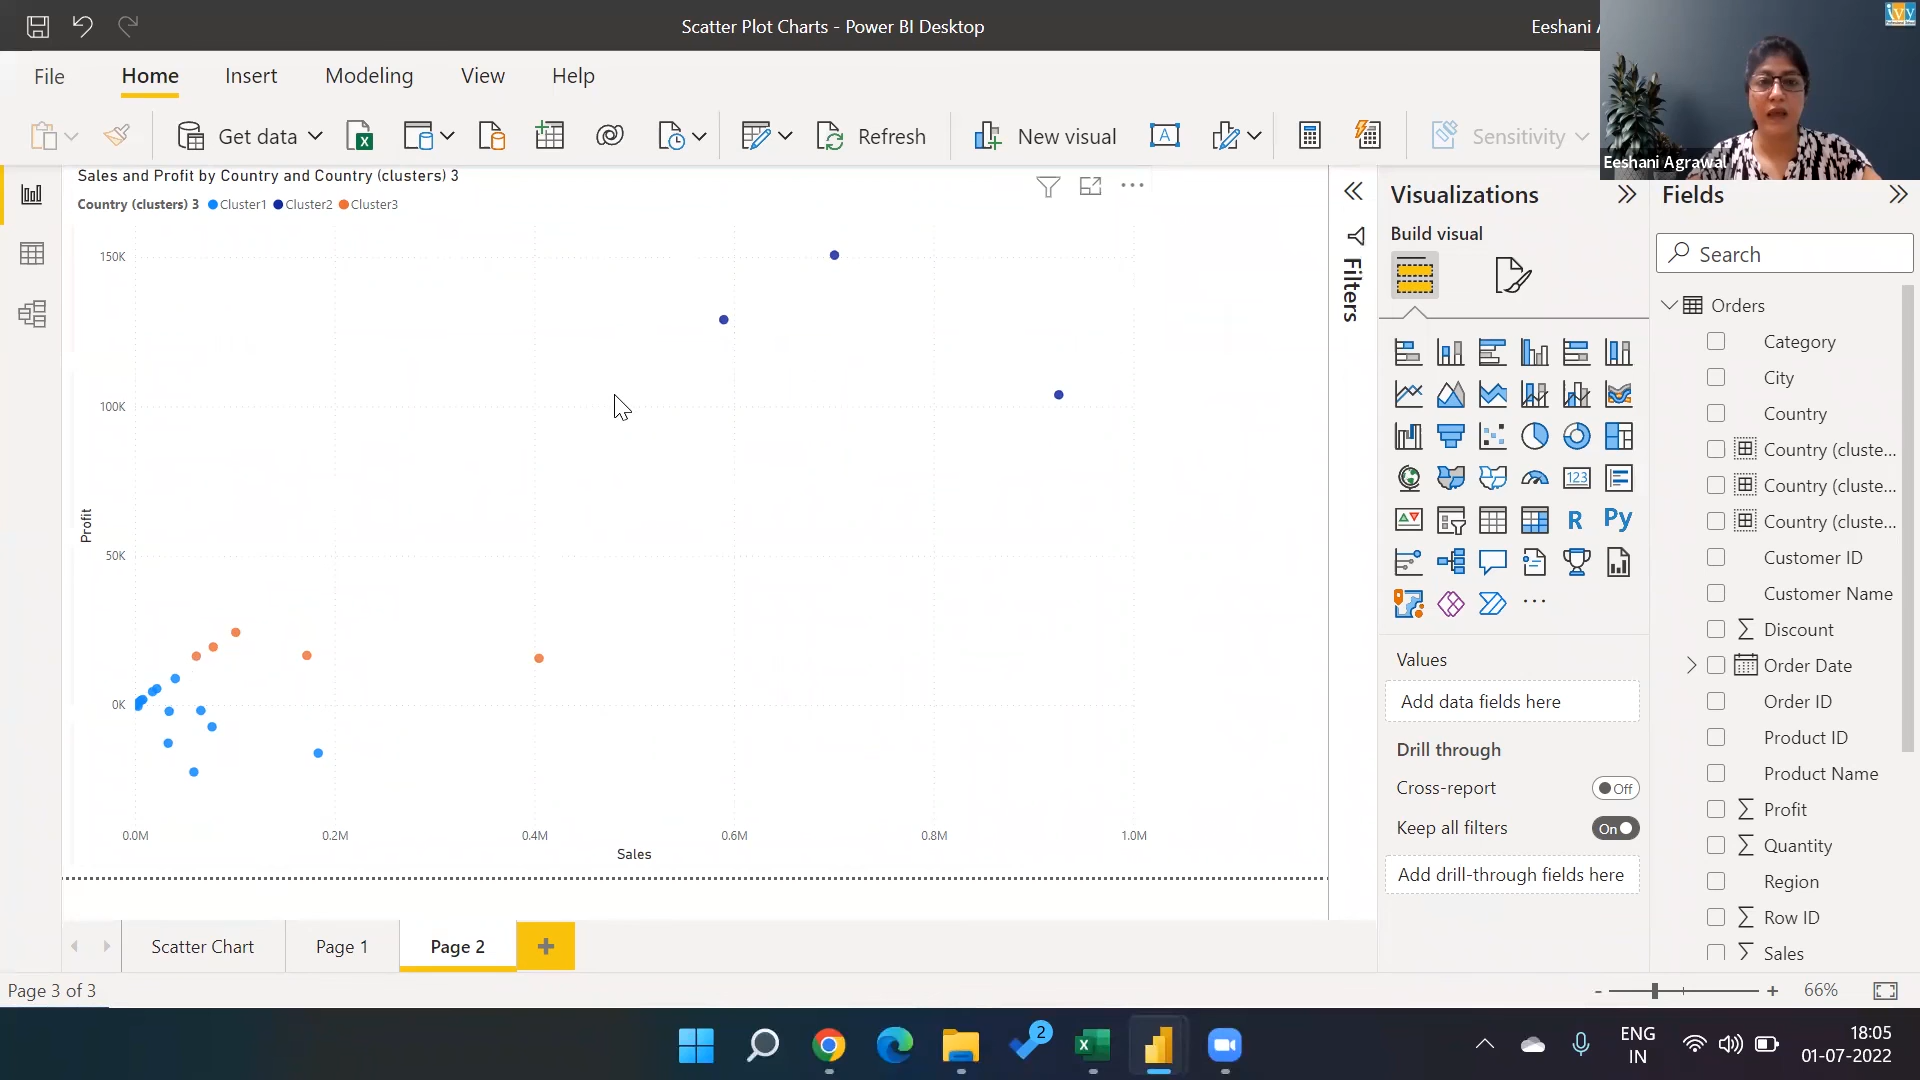 Scatter Plot Charts - Power BI Desktop
Eeshani
ivy
File
Home
Insert
Modeling
View
Help
Eeshani Agrawal
Get data
Refresh
New visual
A
Sensitivity
Sales and Profit by Country and Country (clusters) 3
Country (clusters) 3 Cluster1 Cluster2 Cluster3
150K
100K
50K
0K
Profit
0.0M
0.2M
0.4M
0.6M
0.8M
1.0M
Sales
Filters
Visualizations
Build visual
123
R
Py
Values
Add data fields here
Drill through
Cross-report
Off
Keep all filters
On
Add drill-through fields here
Fields
Search
Orders
Category
City
Country
Country (cluste...
Country (cluste...
Country (cluste...
Customer ID
Customer Name
Discount
Order Date
Order ID
Product ID
Product Name
Profit
Quantity
Region
Row ID
Sales
Scatter Chart
Page 1
Page 2
Page 3 of 3
66%
2
ENG
IN
18:05
01-07-2022